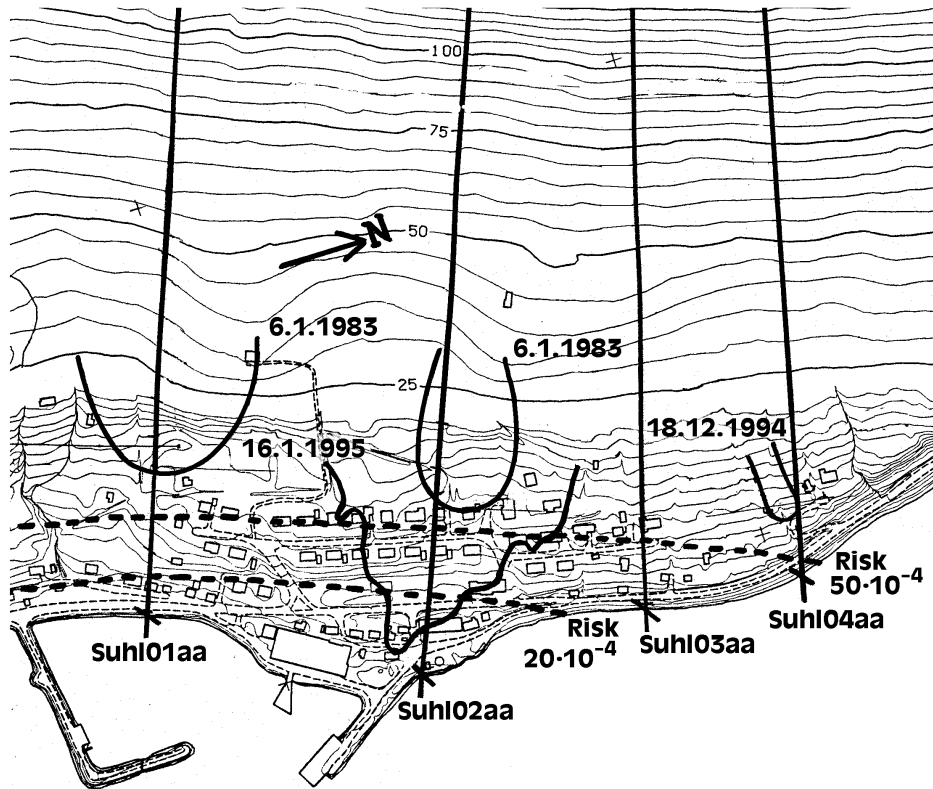 100
75
N
50
6.1.1983
6.1.1983
25
18.12.1994
16.1.1995
Risk
50·10⁻⁴
Suhl04aa
Risk
20·10⁻⁴
Suhl03aa
Suhl01aa
Suhl02aa